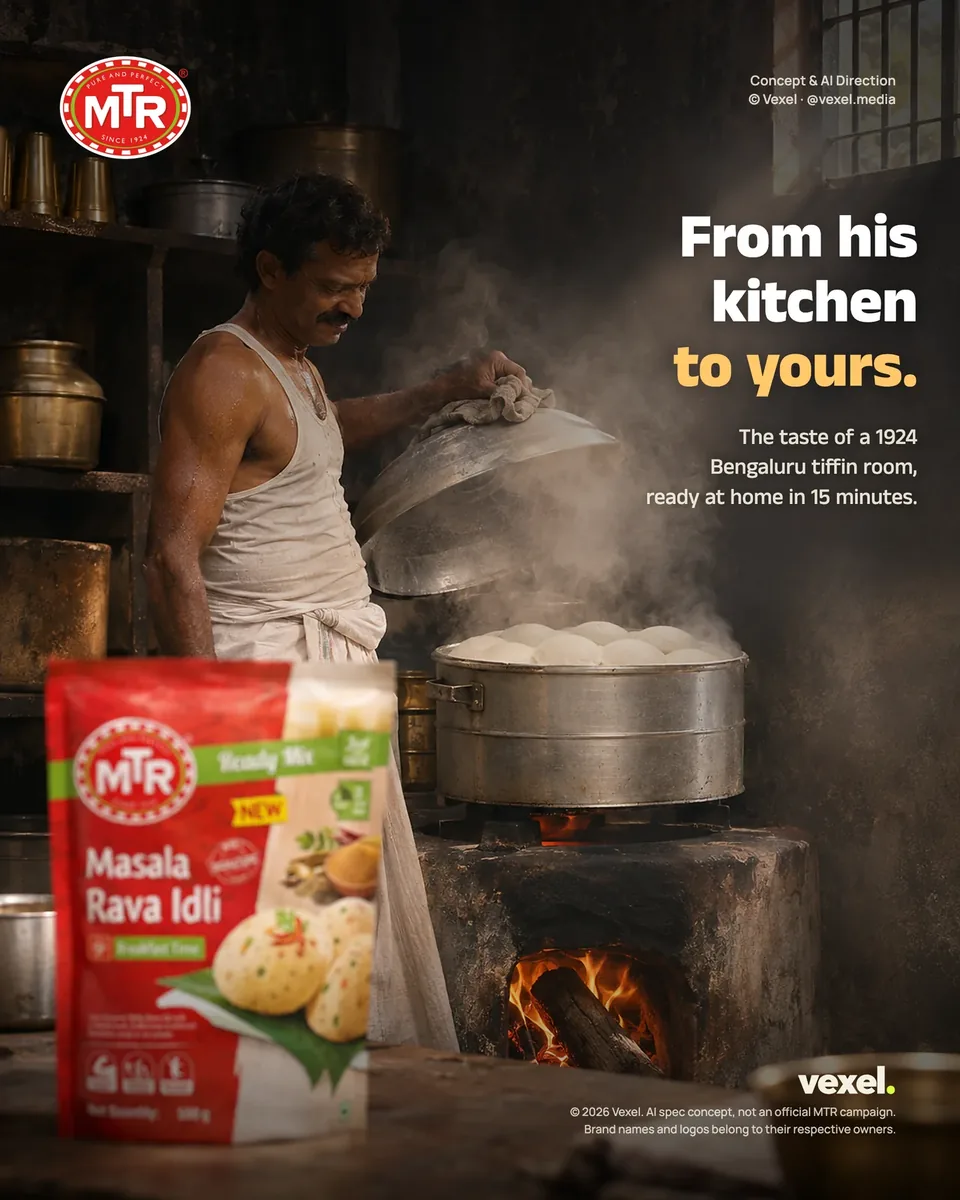 PURE AND PERFECT
MTR
SINCE 1924
®
Concept & AI Direction
© Vexel · @vexel.media
From his
kitchen
to yours.
The taste of a 1924
Bengaluru tiffin room,
ready at home in 15 minutes.
MTR
Ready Mix
NEW
Masala
Rava Idli
Breakfast Time
Net Quantity:
vexel.
© 2026 Vexel. AI spec concept, not an official MTR campaign.
Brand names and logos belong to their respective owners.